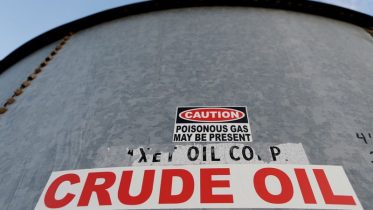 CAUTION
POISONOUS GAS
MAY BE PRESENT
OIL CORP.
CRUDE OIL